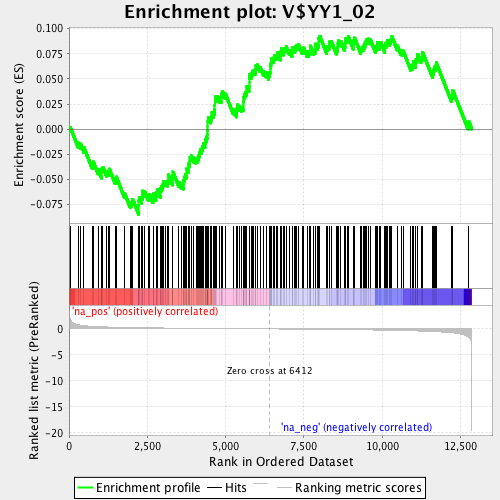 Enrichment plot: V$YY1_02
Enrichment score (ES)
0.100
0.075
0.050
0.025
0.000
-0.025
-0.050
-0.075
'na_pos' (positively correlated)
Ranked list metric (PreRanked)
0
-5
-10
-15
-20
Zero cross at 6412
'na_neg' (negatively correlated)
0
2,500
5,000
7,500
10,000
12,500
Rank in Ordered Dataset
Enrichment profile
Hits
Ranking metric scores